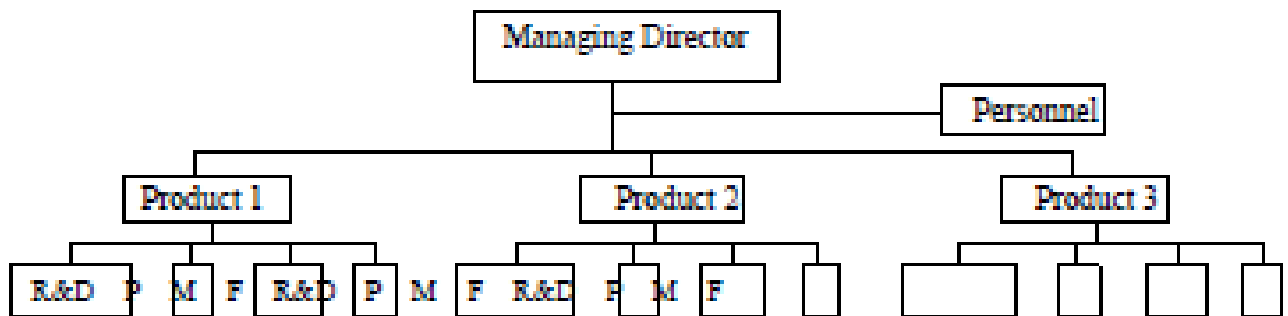 Managing Director
Personnel
Product 1 Product 2 Product 3
R&D P M F R&D P M F R&D P M F